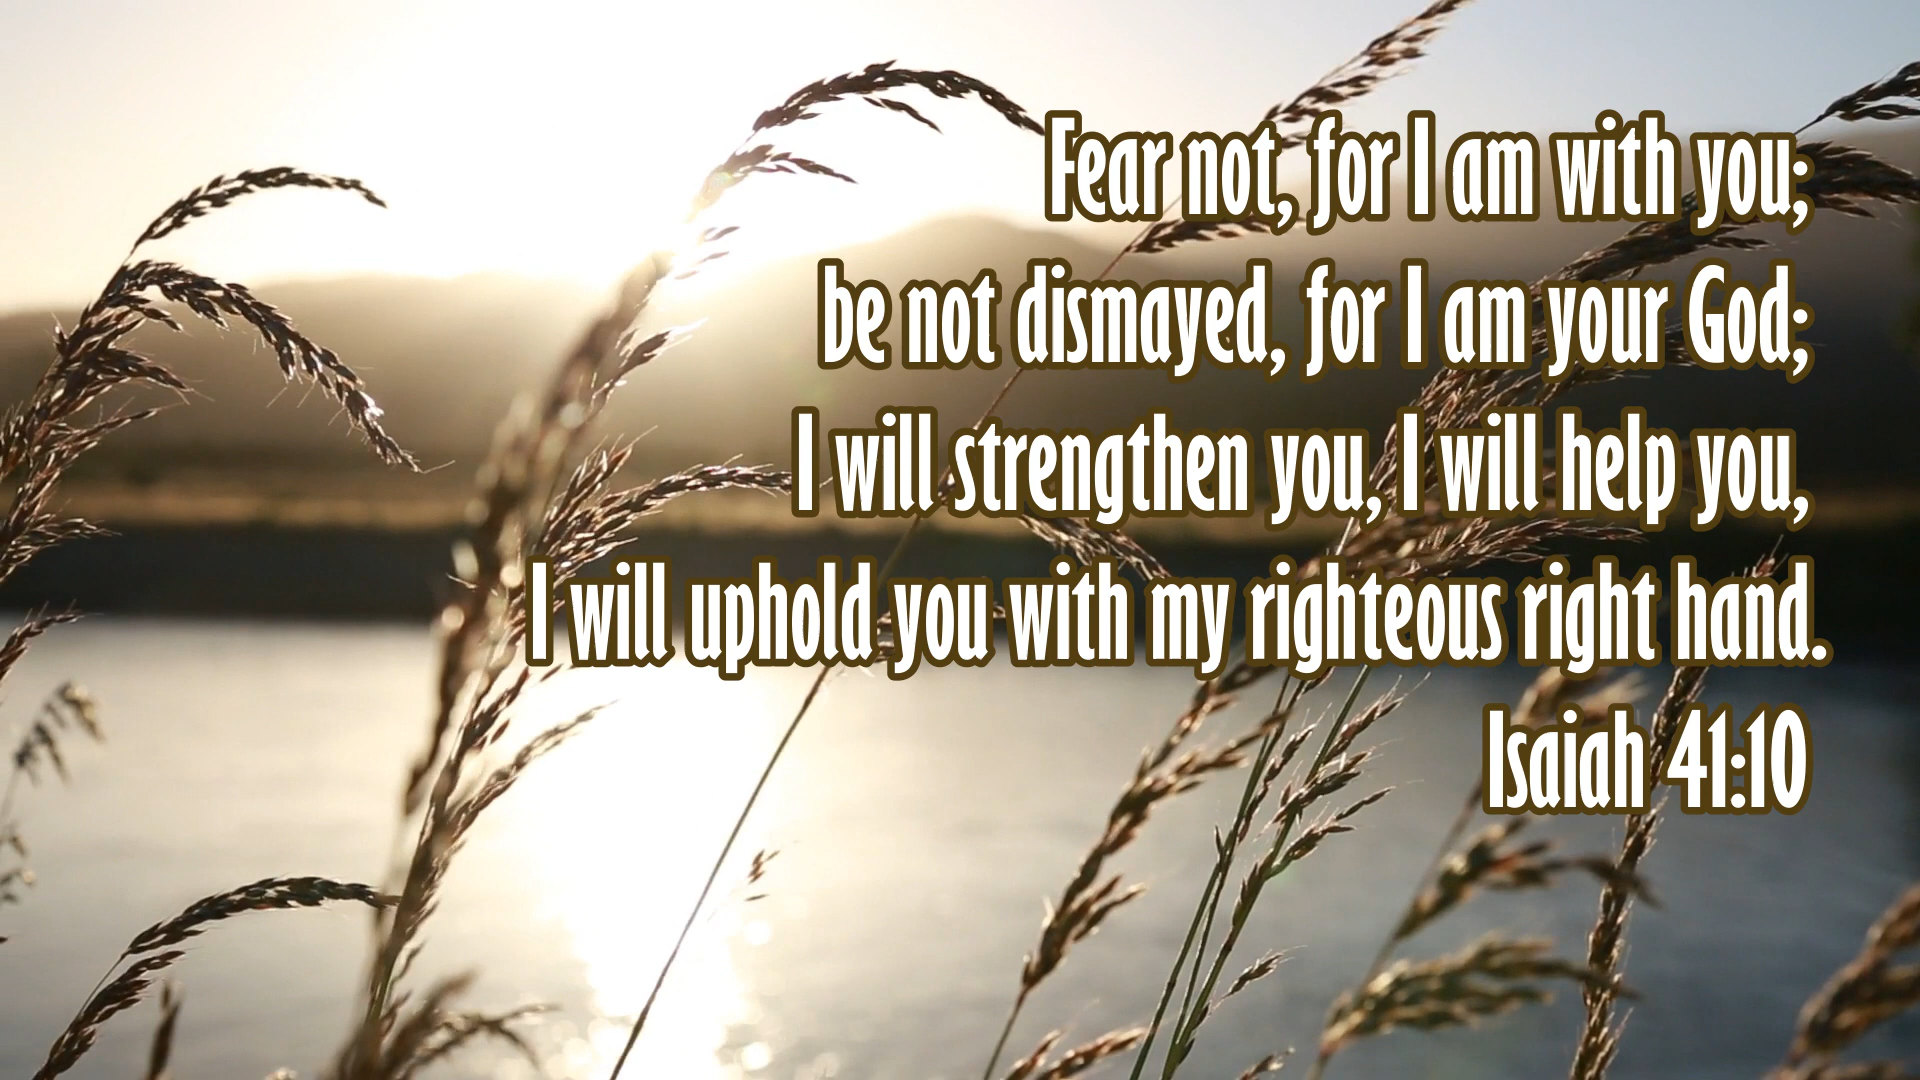 Fear not, for I am with you;
be not dismayed, for I am your God;
I will strengthen you, I will help you,
I will uphold you with my righteous right hand.
Isaiah 41:10